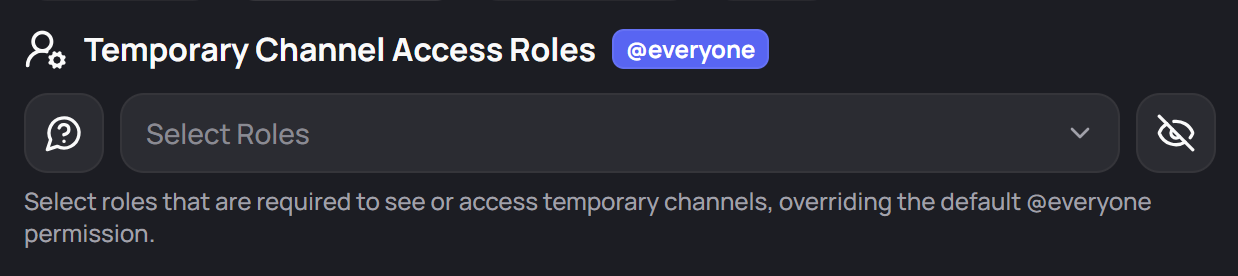 Temporary Channel Access Roles @everyone
Select Roles
Select roles that are required to see or access temporary channels, overriding the default @everyone
permission.